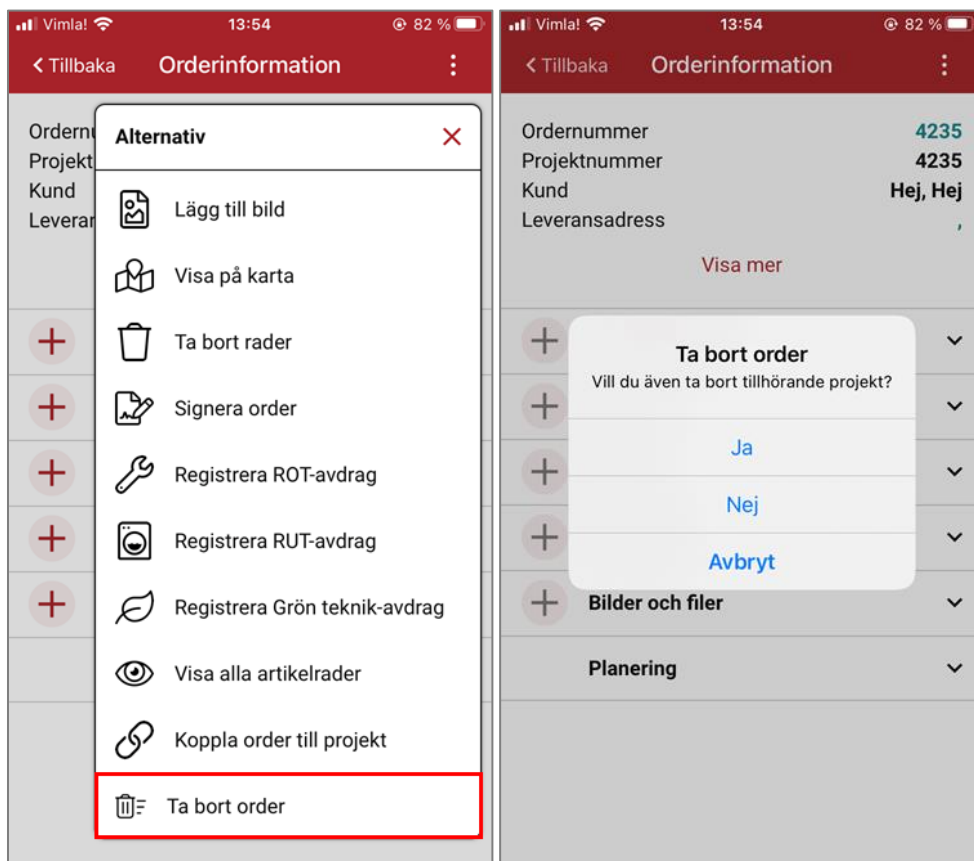 Vimla! 13:54 82 %
Tillbaka Orderinformation
Ordernu
Projekt
Kund
Leverar
Alternativ
Lägg till bild
Visa på karta
Ta bort rader
Signera order
Registrera ROT-avdrag
Registrera RUT-avdrag
Registrera Grön teknik-avdrag
Visa alla artikelrader
Koppla order till projekt
Ta bort order
Vimla! 13:54 82 %
Tillbaka Orderinformation
Ordernummer 4235
Projektnummer 4235
Kund Hej, Hej
Leveransadress ,
Visa mer
Ta bort order
Vill du även ta bort tillhörande projekt?
Ja
Nej
Avbryt
Bilder och filer
Planering